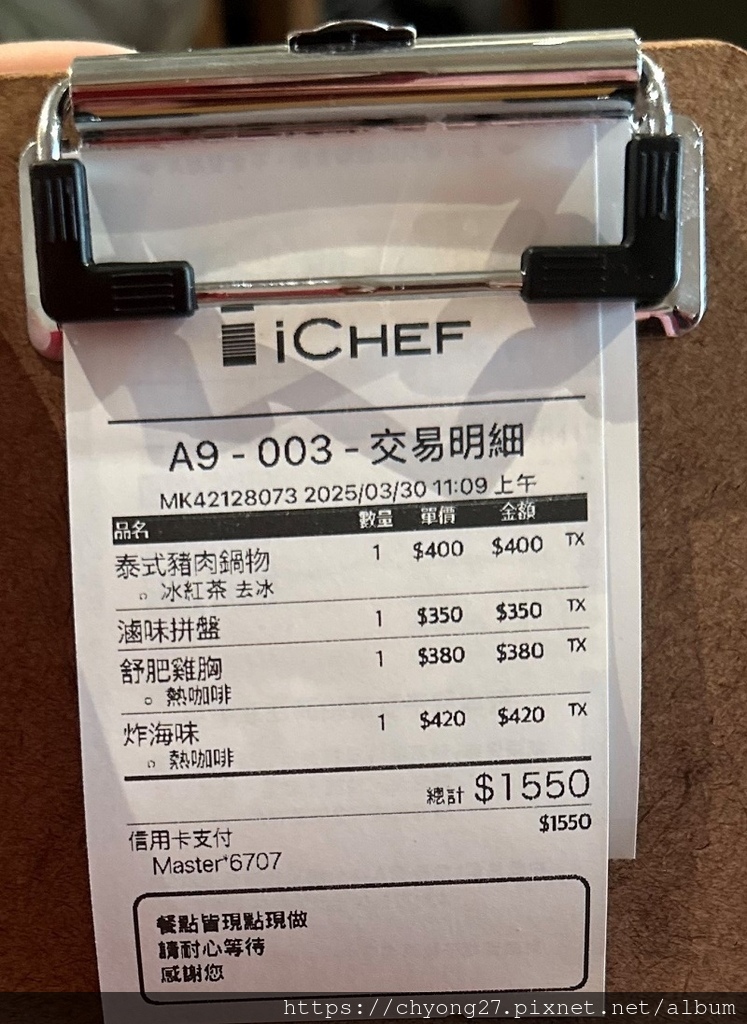 iCHEF
A9 - 003 - 交易明細
MK42128073 2025/03/30 11:09 上午
品名 數量 單價 金額
泰式豬肉鍋物 1 $400 $400 TX
冰紅茶 去冰
滷味拼盤 1 $350 $350 TX
舒肥雞胸 1 $380 $380 TX
熱咖啡
炸海味 1 $420 $420 TX
熱咖啡
總計 $1550
信用卡支付 $1550
Master*6707
餐點皆現點現做
請耐心等待
感謝您
https://chyong27.pixnet.net/album